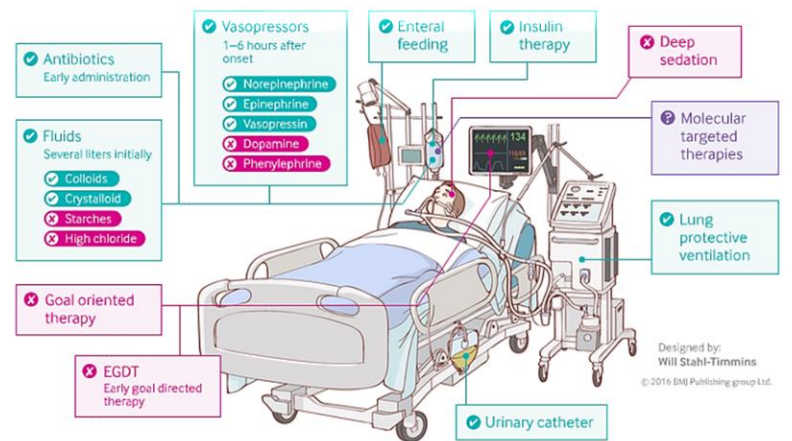 Antibiotics
Early administration
Fluids
Several liters initially
Colloids
Crystalloid
Starches
High chloride
Vasopressors
1–6 hours after
onset
Norepinephrine
Epinephrine
Vasopressin
Dopamine
Phenylephrine
Enteral
feeding
Insulin
therapy
Deep
sedation
? Molecular
targeted
therapies
134
Lung
protective
ventilation
Goal oriented
therapy
EGDT
Early goal directed
therapy
Urinary catheter
Designed by:
Will Stahl-Timmins
© 2016 BMJ Publishing group Ltd.